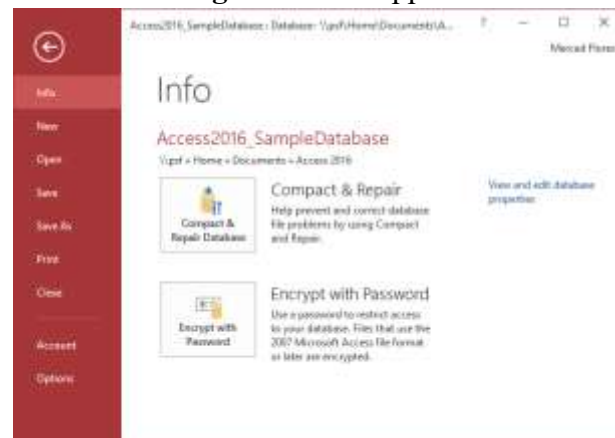 Access2016_SampleDatabase : Database- \\psf\Home\Documents\A...
?
Merced Flores
Info
New
Open
Save
Save As
Print
Close
Account
Options
Info
Access2016_SampleDatabase
\\psf » Home » Documents » Access 2016
Compact &
Repair Database
Compact & Repair
Help prevent and correct database
file problems by using Compact
and Repair.
View and edit database
properties
Encrypt with
Password
Encrypt with Password
Use a password to restrict access
to your database. Files that use the
2007 Microsoft Access file format
or later are encrypted.